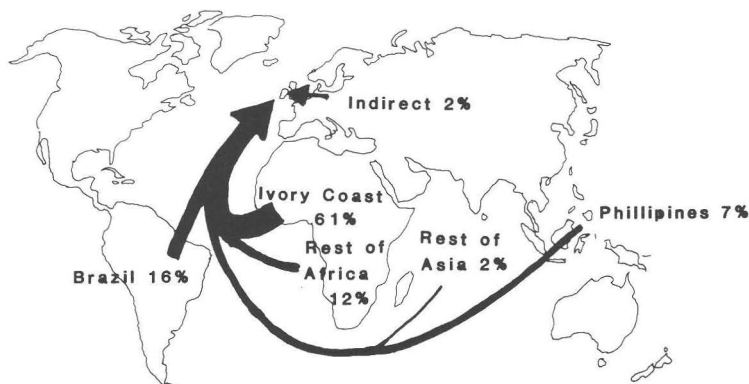 Indirect 2%
Ivory Coast
61%
Phillipines 7%
Rest of
Asia 2%
Rest of
Africa
12%
Brazil 16%